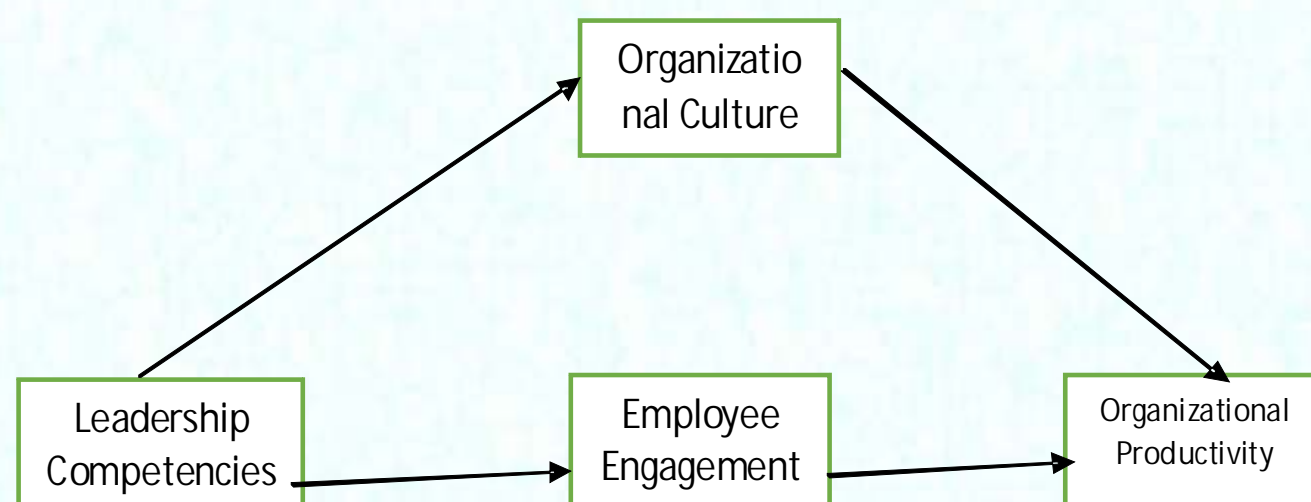 Organizatio
nal Culture
Leadership
Competencies
Employee
Engagement
Organizational
Productivity